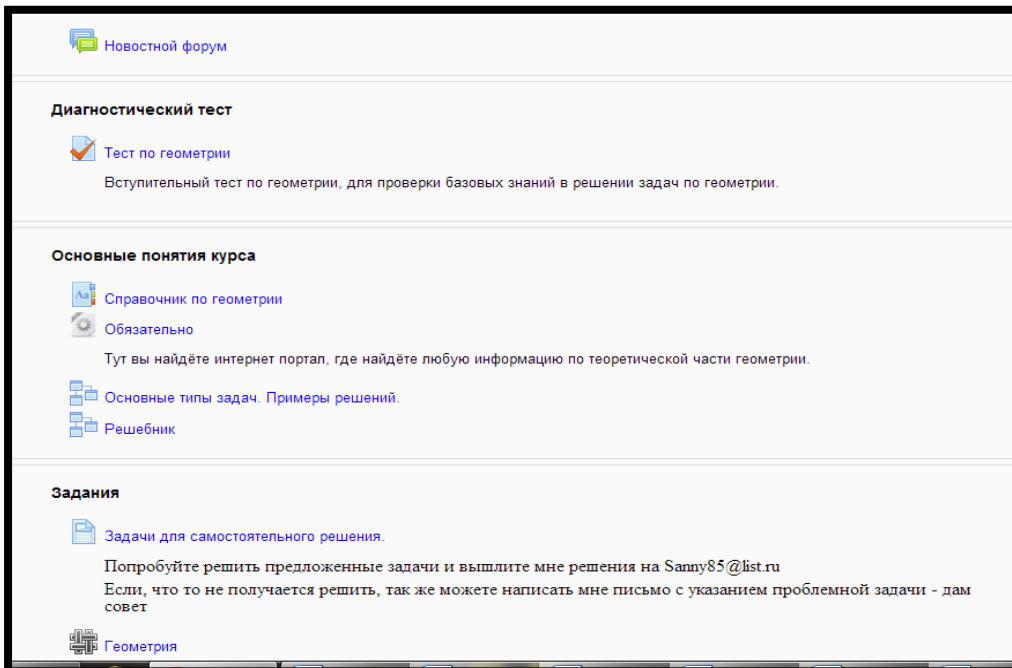 Новостной форум
Диагностический тест
Тест по геометрии
Вступительный тест по геометрии, для проверки базовых знаний в решении задач по геометрии.
Основные понятия курса
Справочник по геометрии
Обязательно
Тут вы найдёте интернет портал, где найдёте любую информацию по теоретической части геометрии.
Основные типы задач. Примеры решений.
Решебник
Задания
Задачи для самостоятельного решения.
Попробуйте решить предложенные задачи и вышлите мне решения на Sanny85@list.ru
Если, что то не получается решить, так же можете написать мне письмо с указанием проблемной задачи - дам
совет
Геометрия